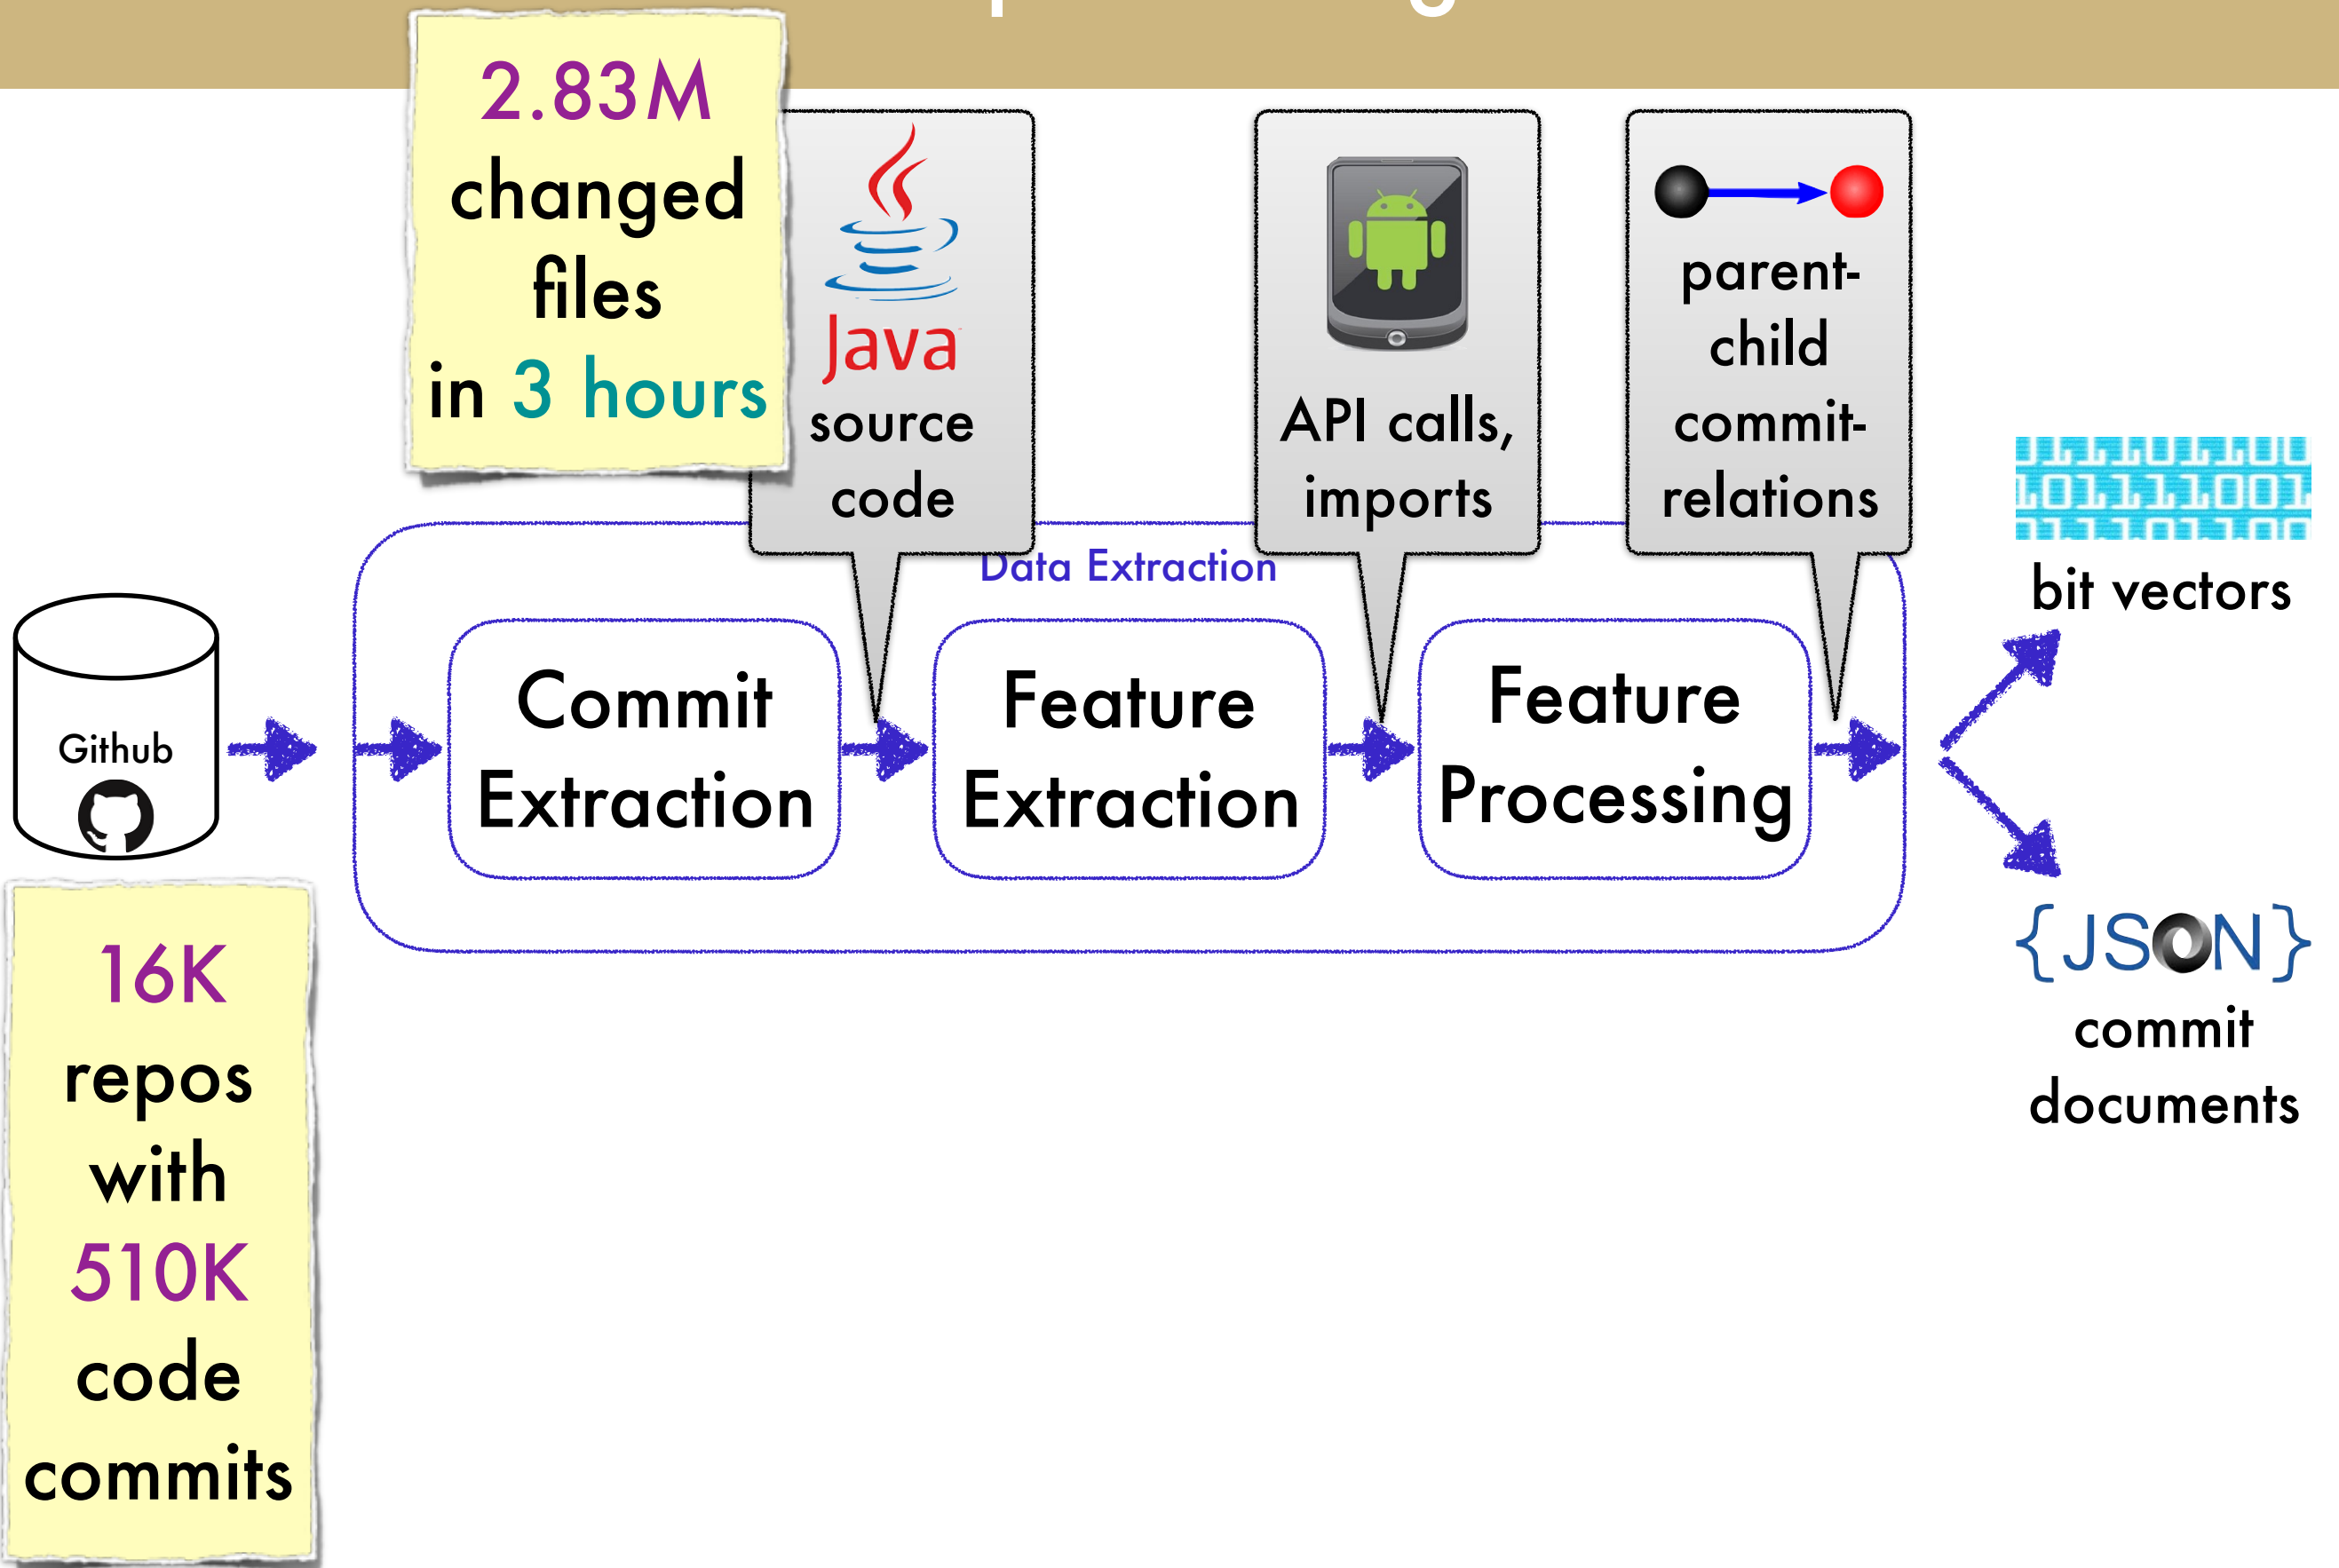 2.83M
changed
files
in 3 hours
Java
source
code
API calls,
imports
parent-
child
commit-
relations
bit vectors
Data Extraction
Github
Commit
Extraction
Feature
Extraction
Feature
Processing
{JSON}
commit
documents
16K
repos
with
510K
code
commits